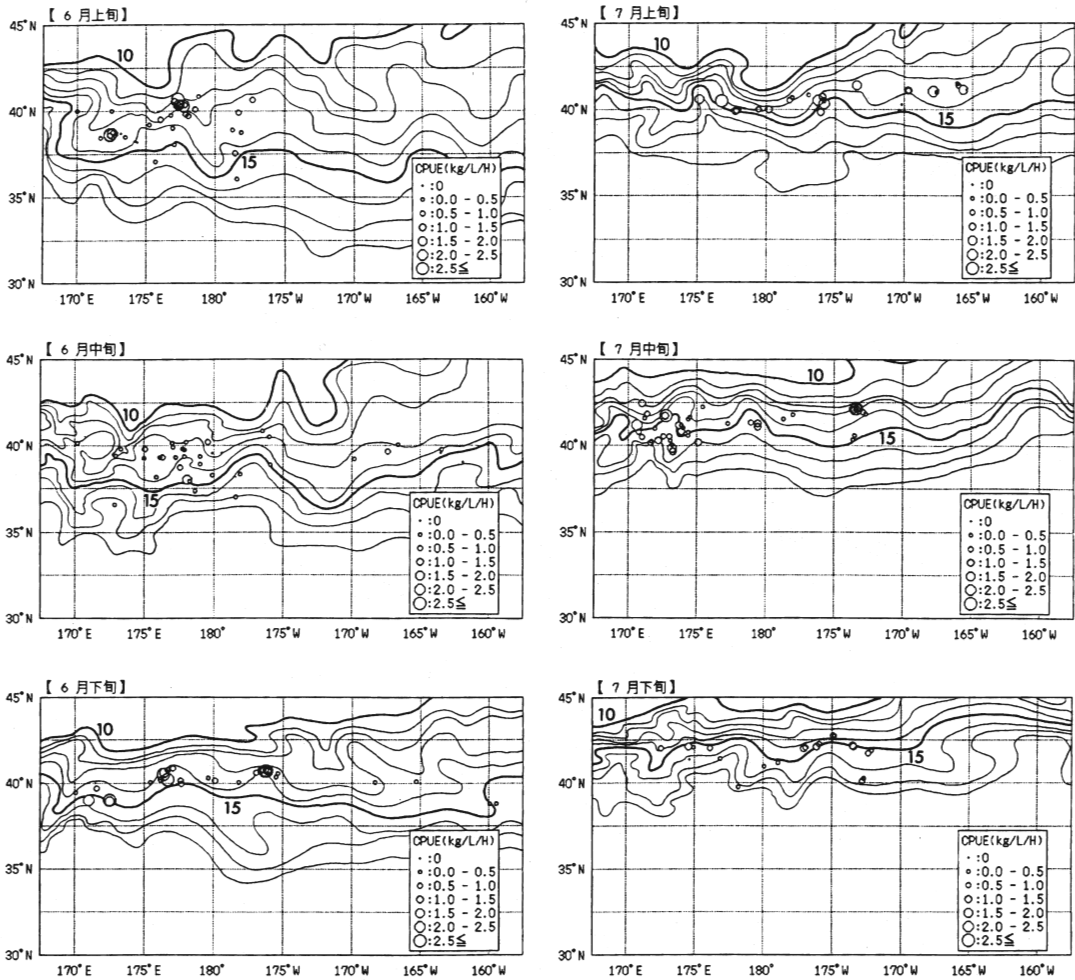 【 6 月上旬】
45°N
40°N
35°N
30°N
10
15
CPUE(kg/L/H)
・:0
○:0.0 - 0.5
○:0.5 - 1.0
○:1.0 - 1.5
○:1.5 - 2.0
○:2.0 - 2.5
○:2.5≦
170°E 175°E 180° 175°W 170°W 165°W 160°W
【 7 月上旬】
45°N
40°N
35°N
30°N
10
15
CPUE(kg/L/H)
・:0
○:0.0 - 0.5
○:0.5 - 1.0
○:1.0 - 1.5
○:1.5 - 2.0
○:2.0 - 2.5
○:2.5≦
170°E 175°E 180° 175°W 170°W 165°W 160°W
【 6 月中旬】
45°N
40°N
35°N
30°N
10
15
CPUE(kg/L/H)
・:0
○:0.0 - 0.5
○:0.5 - 1.0
○:1.0 - 1.5
○:1.5 - 2.0
○:2.0 - 2.5
○:2.5≦
170°E 175°E 180° 175°W 170°W 165°W 160°W
【 7 月中旬】
45°N
40°N
35°N
30°N
10
15
CPUE(kg/L/H)
・:0
○:0.0 - 0.5
○:0.5 - 1.0
○:1.0 - 1.5
○:1.5 - 2.0
○:2.0 - 2.5
○:2.5≦
170°E 175°E 180° 175°W 170°W 165°W 160°W
【 6 月下旬】
45°N
40°N
35°N
30°N
10
15
CPUE(kg/L/H)
・:0
○:0.0 - 0.5
○:0.5 - 1.0
○:1.0 - 1.5
○:1.5 - 2.0
○:2.0 - 2.5
○:2.5≦
170°E 175°E 180° 175°W 170°W 165°W 160°W
【 7 月下旬】
45°N
40°N
35°N
30°N
10
15
CPUE(kg/L/H)
・:0
○:0.0 - 0.5
○:0.5 - 1.0
○:1.0 - 1.5
○:1.5 - 2.0
○:2.0 - 2.5
○:2.5≦
170°E 175°E 180° 175°W 170°W 165°W 160°W